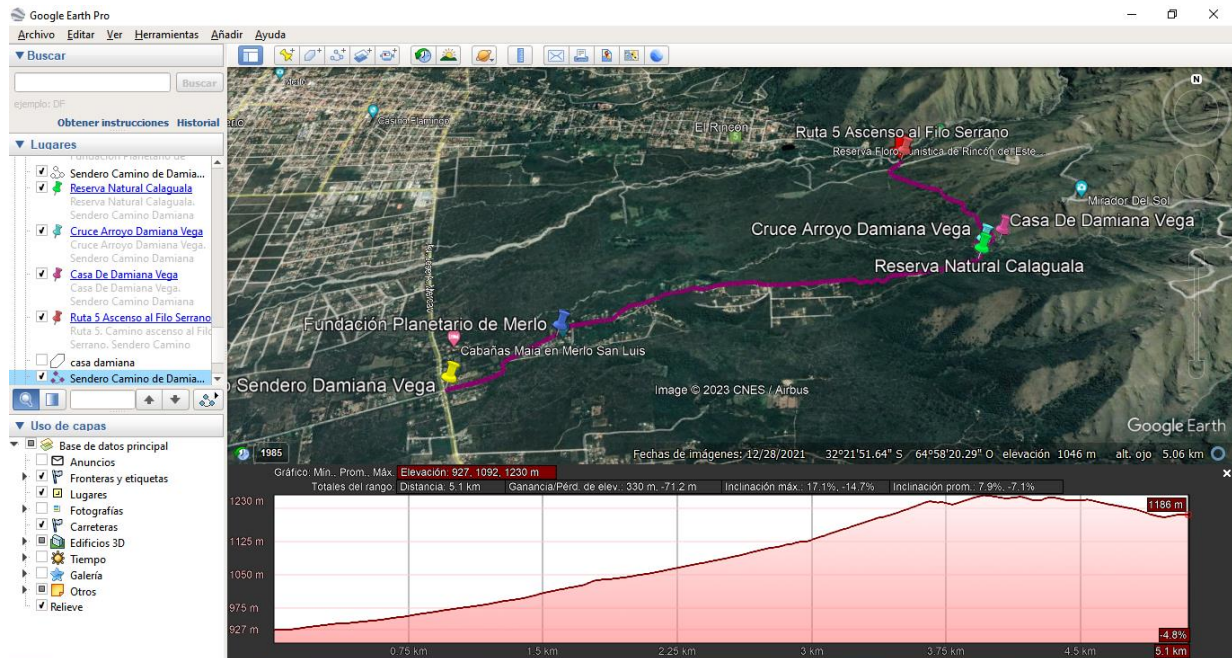 Google Earth Pro
Archivo Editar Ver Herramientas Añadir Ayuda
▼ Buscar
Buscar
ejemplo: DF
Obtener instrucciones Historial
▼ Lugares
Fundación Planetario de
Sendero Camino de Damia...
Reserva Natural Calaguala
Reserva Natural Calaguala.
Sendero Camino Damiana
Cruce Arroyo Damiana Vega
Cruce Arroyo Damiana Vega.
Sendero Camino Damiana
Casa De Damiana Vega
Casa De Damiana Vega.
Sendero Camino Damiana
Ruta 5 Ascenso al Filo Serrano
Ruta 5. Camino ascenso al Filo
Serrano. Sendero Camino
casa damiana
Sendero Camino de Damia...
▼ Uso de capas
Base de datos principal
Anuncios
Fronteras y etiquetas
Lugares
Fotografías
Carreteras
Edificios 3D
Tiempo
Galería
Otros
Relieve
N
Casino Flamingo
El Rincon
Ruta 5 Ascenso al Filo Serrano
Mirador Del Sol
Casa De Damiana Vega
Cruce Arroyo Damiana Vega
Reserva Natural Calaguala
Fundación Planetario de Merlo
Cabañas Maia en Merlo San Luis
o Sendero Damiana Vega
Image © 2023 CNES / Airbus
Google Earth
1985
Fechas de imágenes: 12/28/2021 32°21'51.64" S 64°58'20.29" O elevación 1046 m alt. ojo 5.06 km
Gráfico: Mín., Prom., Máx. Elevación: 927, 1092, 1230 m
Totales del rango: Distancia: 5.1 km Ganancia/Pérd. de elev.: 330 m, -71.2 m Inclinación máx.: 17.1%, -14.7% Inclinación prom.: 7.9%, -7.1%
1230 m
1186 m
1125 m
1050 m
975 m
927 m
-4.8%
0.75 km 1.5 km 2.25 km 3 km 3.75 km 4.5 km 5.1 km